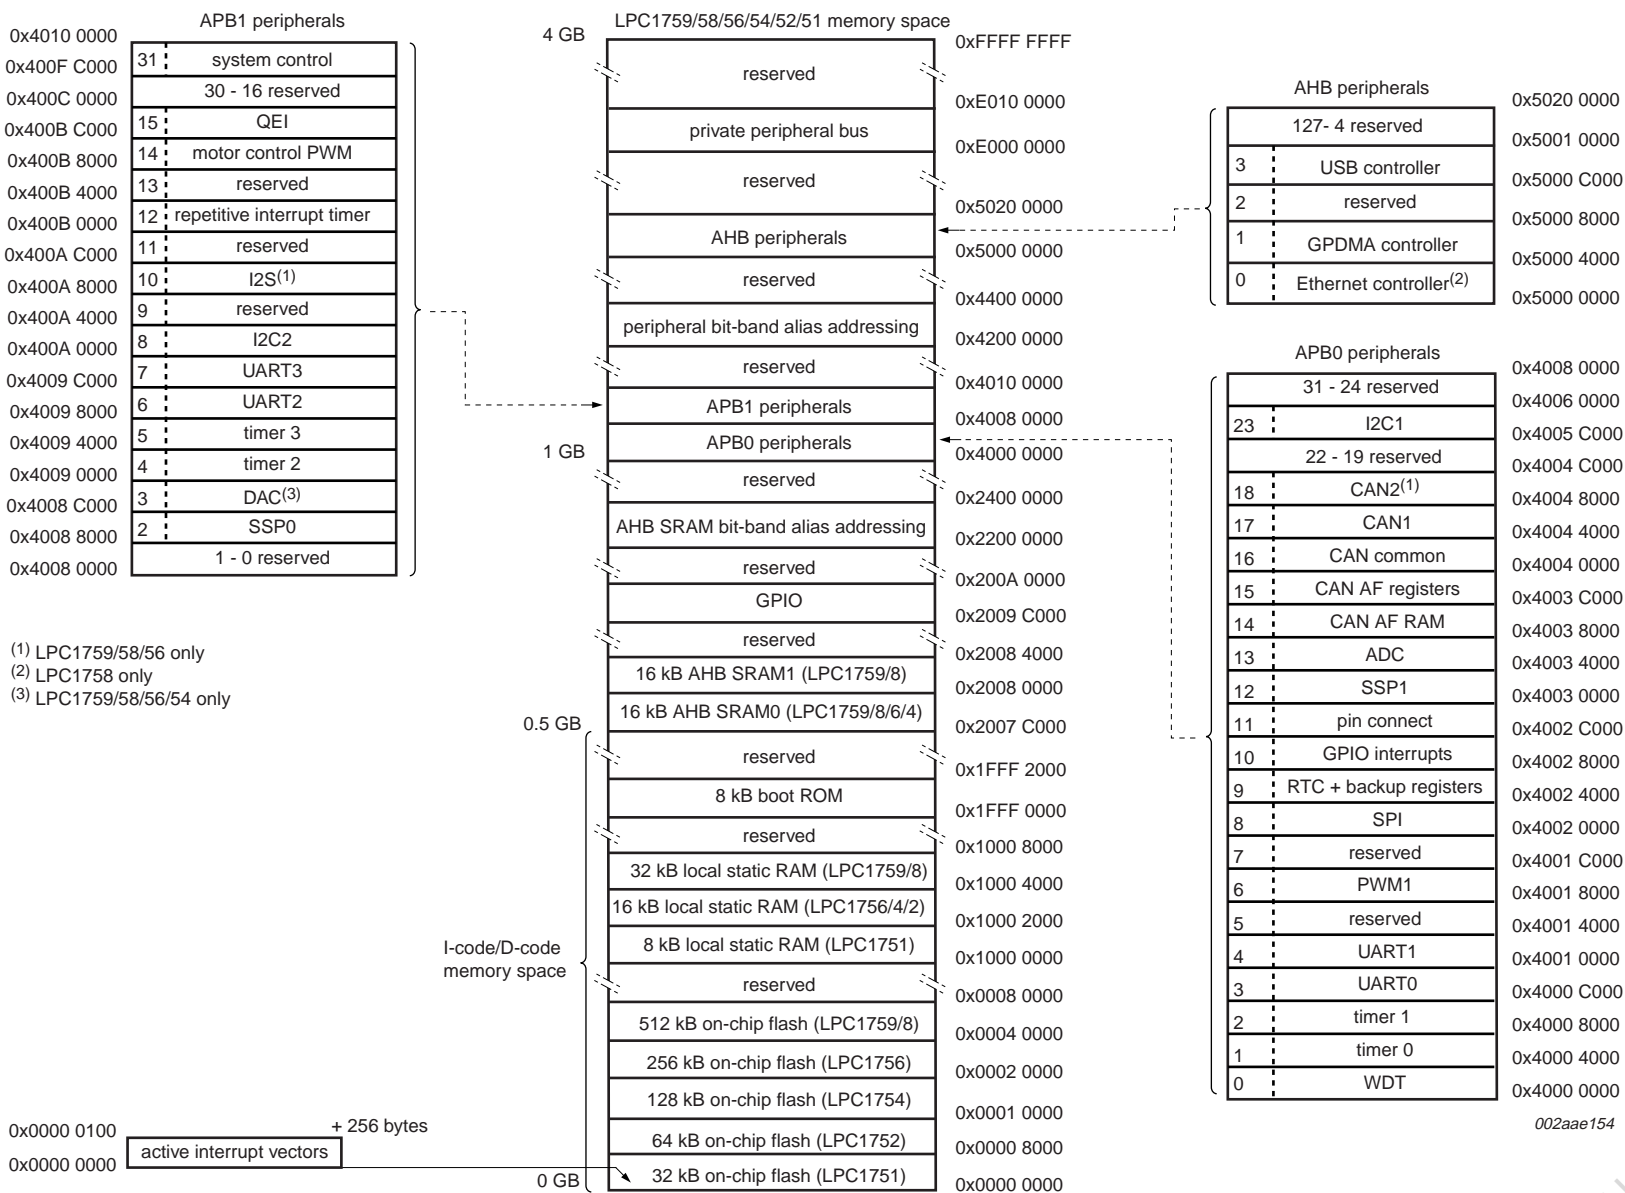 APB1 peripherals
0x4010 0000
0x400F C000
31 system control
0x400C 0000
30 - 16 reserved
0x400B C000
15 QEI
0x400B 8000
14 motor control PWM
0x400B 4000
13 reserved
0x400B 0000
12 repetitive interrupt timer
0x400A C000
11 reserved
0x400A 8000
10 I2S(1)
0x400A 4000
9 reserved
0x400A 0000
8 I2C2
0x4009 C000
7 UART3
0x4009 8000
6 UART2
0x4009 4000
5 timer 3
0x4009 0000
4 timer 2
0x4008 C000
3 DAC(3)
0x4008 8000
2 SSP0
0x4008 0000
1 - 0 reserved
(1) LPC1759/58/56 only
(2) LPC1758 only
(3) LPC1759/58/56/54 only
0x0000 0100
+ 256 bytes
active interrupt vectors
0x0000 0000
LPC1759/58/56/54/52/51 memory space
4 GB
0xFFFF FFFF
reserved
0xE010 0000
private peripheral bus
0xE000 0000
reserved
0x5020 0000
AHB peripherals
0x5000 0000
reserved
0x4400 0000
peripheral bit-band alias addressing
0x4200 0000
reserved
0x4010 0000
APB1 peripherals
0x4008 0000
APB0 peripherals
1 GB
0x4000 0000
reserved
0x2400 0000
AHB SRAM bit-band alias addressing
0x2200 0000
reserved
0x200A 0000
GPIO
0x2009 C000
reserved
0x2008 4000
16 kB AHB SRAM1 (LPC1759/8)
0x2008 0000
16 kB AHB SRAM0 (LPC1759/8/6/4)
0.5 GB
0x2007 C000
reserved
0x1FFF 2000
8 kB boot ROM
0x1FFF 0000
reserved
0x1000 8000
32 kB local static RAM (LPC1759/8)
0x1000 4000
16 kB local static RAM (LPC1756/4/2)
0x1000 2000
8 kB local static RAM (LPC1751)
0x1000 0000
I-code/D-code
memory space
reserved
0x0008 0000
512 kB on-chip flash (LPC1759/8)
0x0004 0000
256 kB on-chip flash (LPC1756)
0x0002 0000
128 kB on-chip flash (LPC1754)
0x0001 0000
64 kB on-chip flash (LPC1752)
0x0000 8000
32 kB on-chip flash (LPC1751)
0 GB
0x0000 0000
AHB peripherals
0x5020 0000
127- 4 reserved
0x5001 0000
3 USB controller
0x5000 C000
2 reserved
0x5000 8000
1 GPDMA controller
0x5000 4000
0 Ethernet controller(2)
0x5000 0000
APB0 peripherals
0x4008 0000
31 - 24 reserved
0x4006 0000
23 I2C1
0x4005 C000
22 - 19 reserved
0x4004 C000
18 CAN2(1)
0x4004 8000
17 CAN1
0x4004 4000
16 CAN common
0x4004 0000
15 CAN AF registers
0x4003 C000
14 CAN AF RAM
0x4003 8000
13 ADC
0x4003 4000
12 SSP1
0x4003 0000
11 pin connect
0x4002 C000
10 GPIO interrupts
0x4002 8000
9 RTC + backup registers
0x4002 4000
8 SPI
0x4002 0000
7 reserved
0x4001 C000
6 PWM1
0x4001 8000
5 reserved
0x4001 4000
4 UART1
0x4001 0000
3 UART0
0x4000 C000
2 timer 1
0x4000 8000
1 timer 0
0x4000 4000
0 WDT
0x4000 0000
002aae154